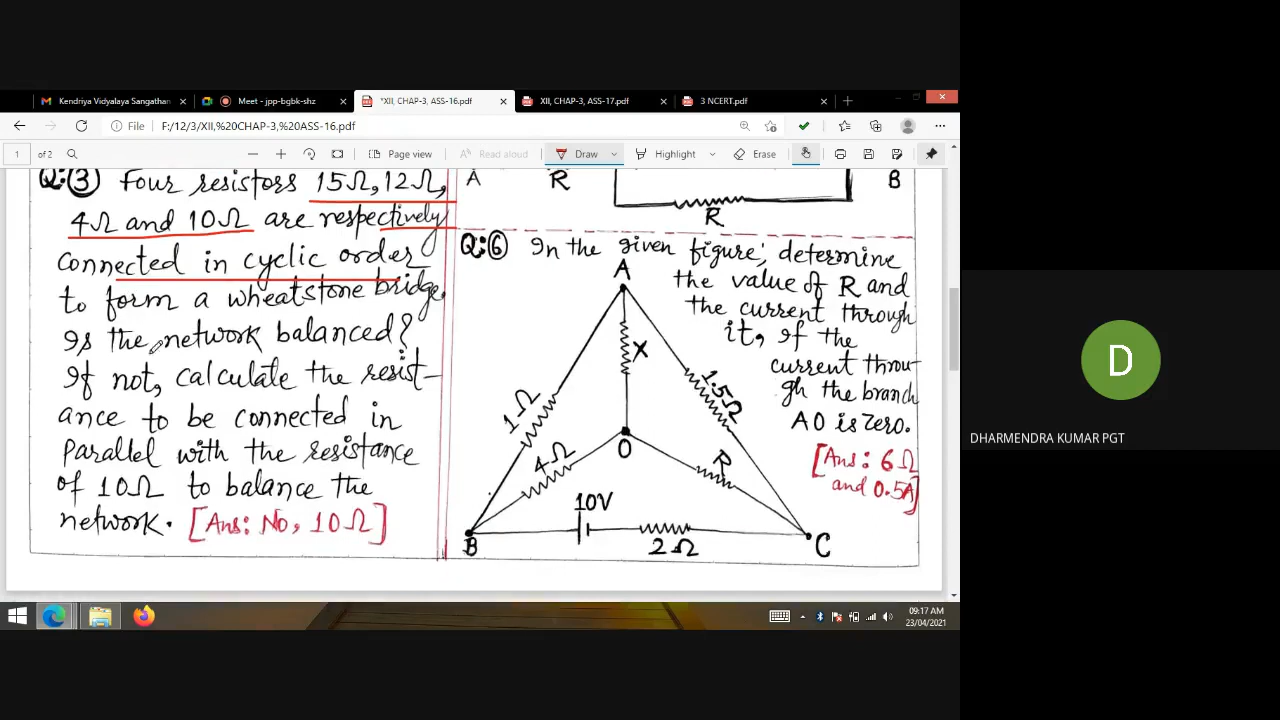 Kendriya Vidyalaya Sangathan
Meet - jpp-bgbk-shz
*XII, CHAP-3, ASS-16.pdf
XII, CHAP-3, ASS-17.pdf
3 NCERT.pdf
File
F:/12/3/XII,%20CHAP-3,%20ASS-16.pdf
1
of 2
Page view
Read aloud
Draw
Highlight
Erase
Q:③ Four resistors 15Ω, 12Ω,
4Ω and 10Ω are respectively
connected in cyclic order
to form a wheatstone bridge.
Is the network balanced?
If not, calculate the resist-
ance to be connected in
Parallel with the resistance
of 10Ω to balance the
network. [Ans: No, 10Ω]
A
R
B
R
Q:⑥ In the given figure, determine
the value of R and
the current through
it, if the
current throu-
gh the branch
AO is zero.
[Ans: 6Ω
and 0.5A]
A
X
1Ω
1.5Ω
O
4Ω
R
10V
2Ω
B
C
D
DHARMENDRA KUMAR PGT
09:17 AM
23/04/2021